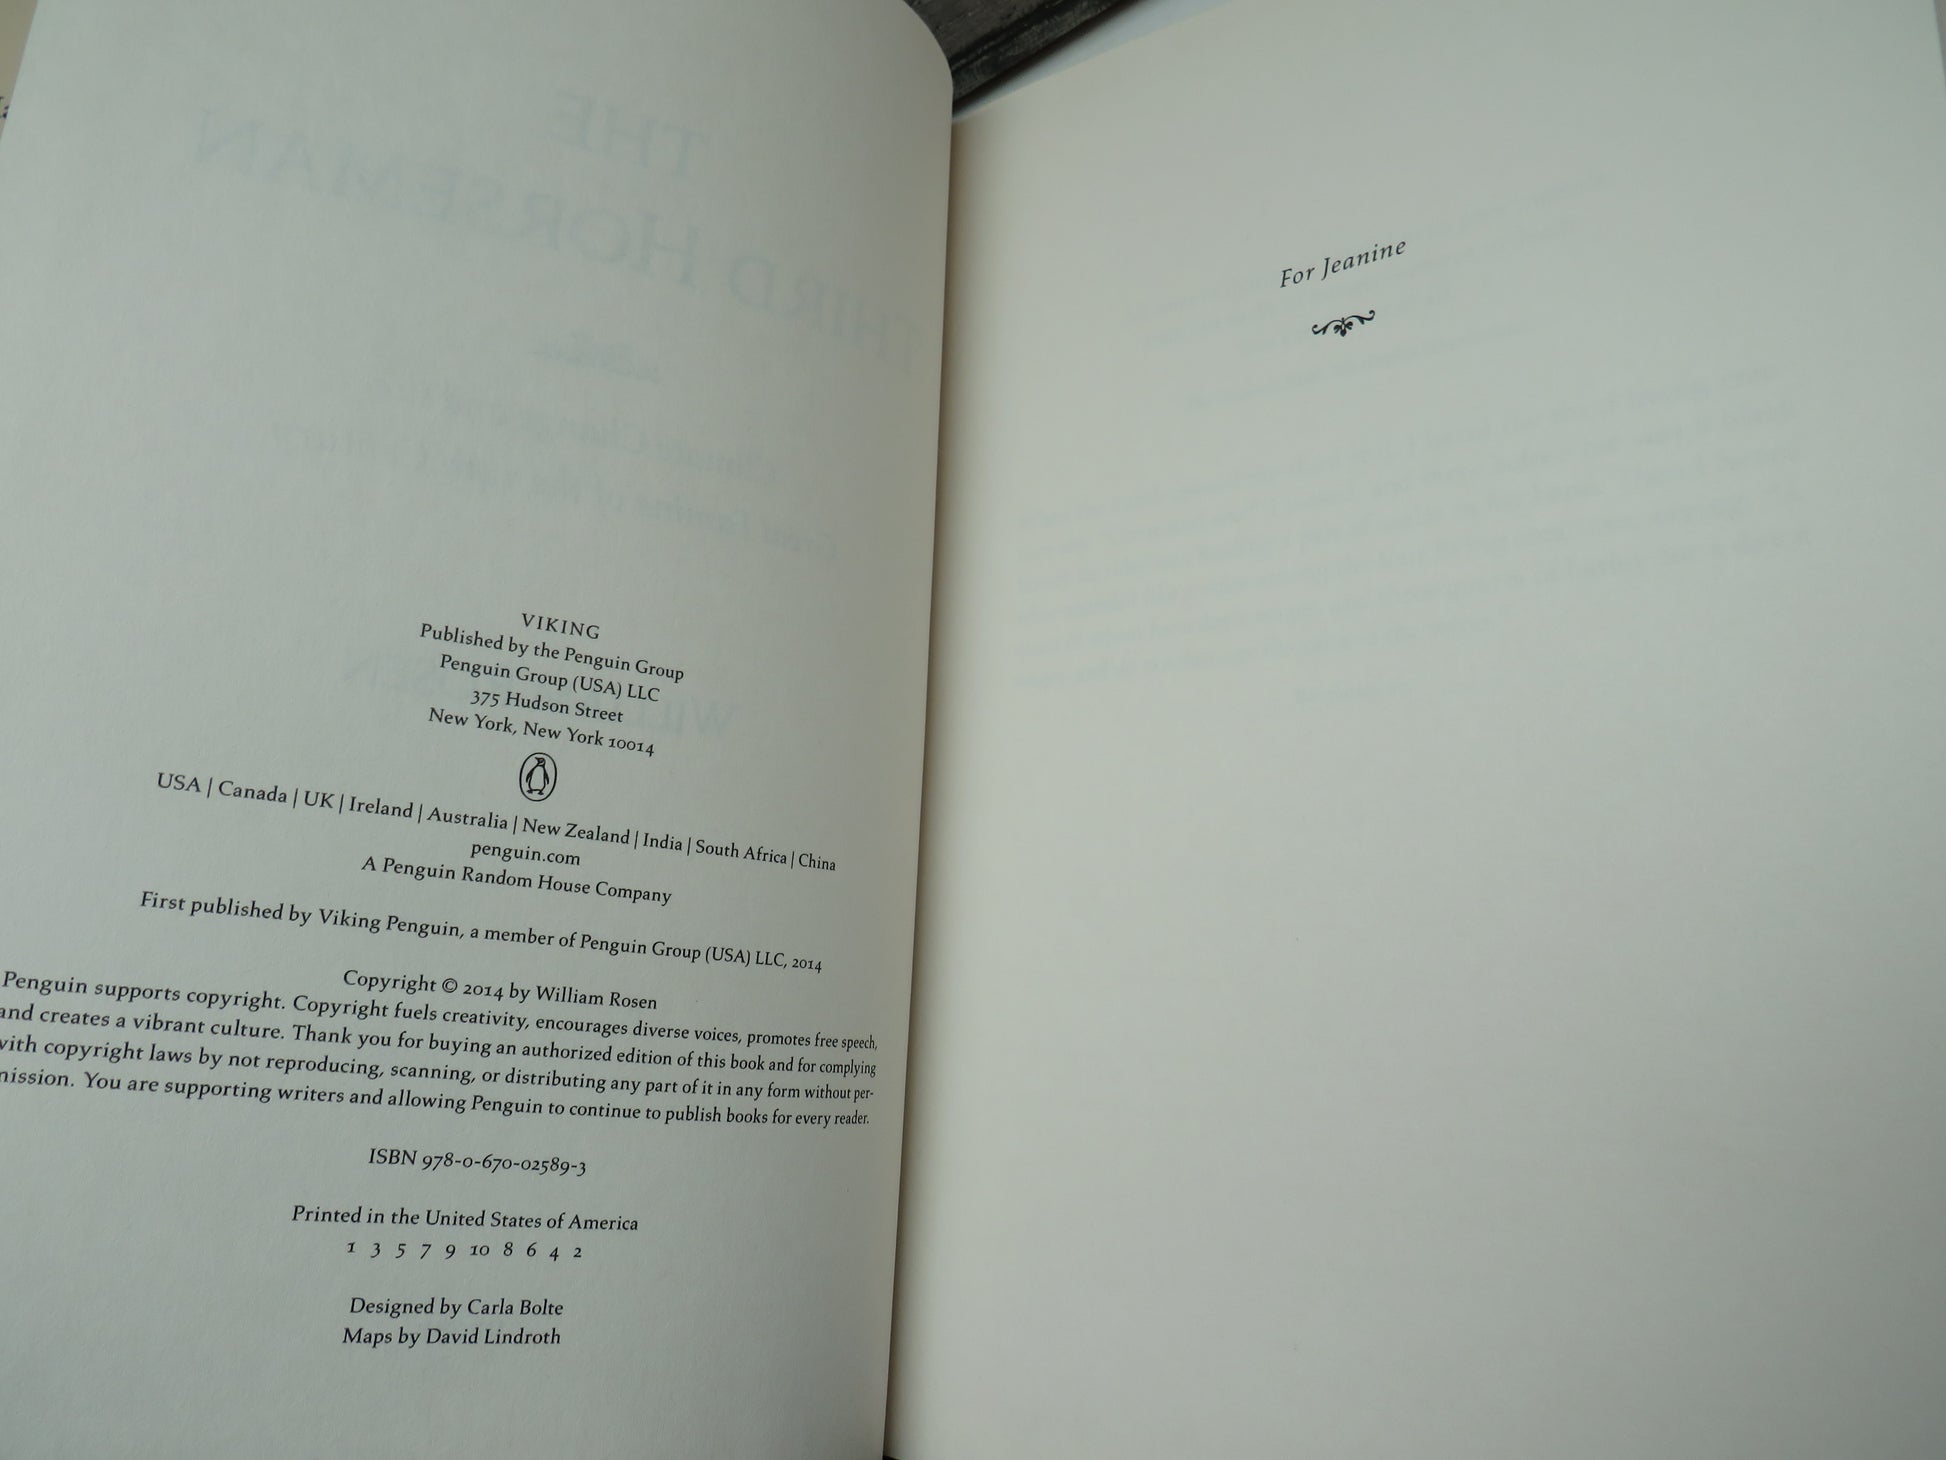 VIKING
Published by the Penguin Group
Penguin Group (USA) LLC
375 Hudson Street
New York, New York 10014
USA | Canada | UK | Ireland | Australia | New Zealand | India | South Africa | China
penguin.com
A Penguin Random House Company
First published by Viking Penguin, a member of Penguin Group (USA) LLC, 2014
Copyright © 2014 by William Rosen
Penguin supports copyright. Copyright fuels creativity, encourages diverse voices, promotes free speech,
and creates a vibrant culture. Thank you for buying an authorized edition of this book and for complying
with copyright laws by not reproducing, scanning, or distributing any part of it in any form without per-
mission. You are supporting writers and allowing Penguin to continue to publish books for every reader.
ISBN 978-0-670-02589-3
Printed in the United States of America
1 3 5 7 9 10 8 6 4 2
Designed by Carla Bolte
Maps by David Lindroth
For Jeanine